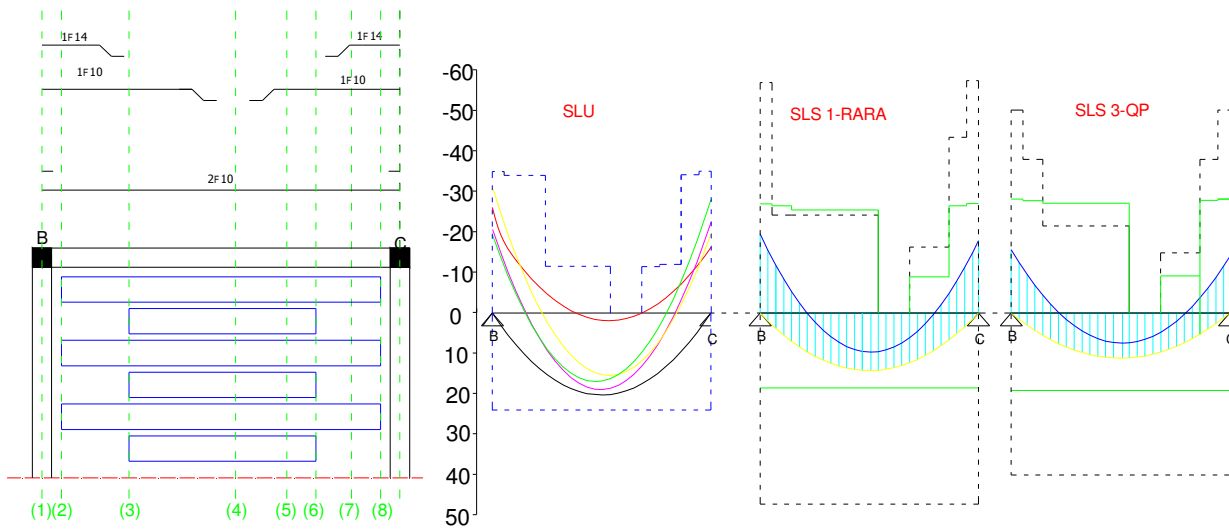 1F14 1F14
1F10 1F10
2F10
B C
(1)(2) (3) (4) (5) (6) (7) (8)
-60
-50
-40
-30
-20
-10
0
10
20
30
40
50
SLU
B C
SLS 1-RARA
B C
SLS 3-QP
B C